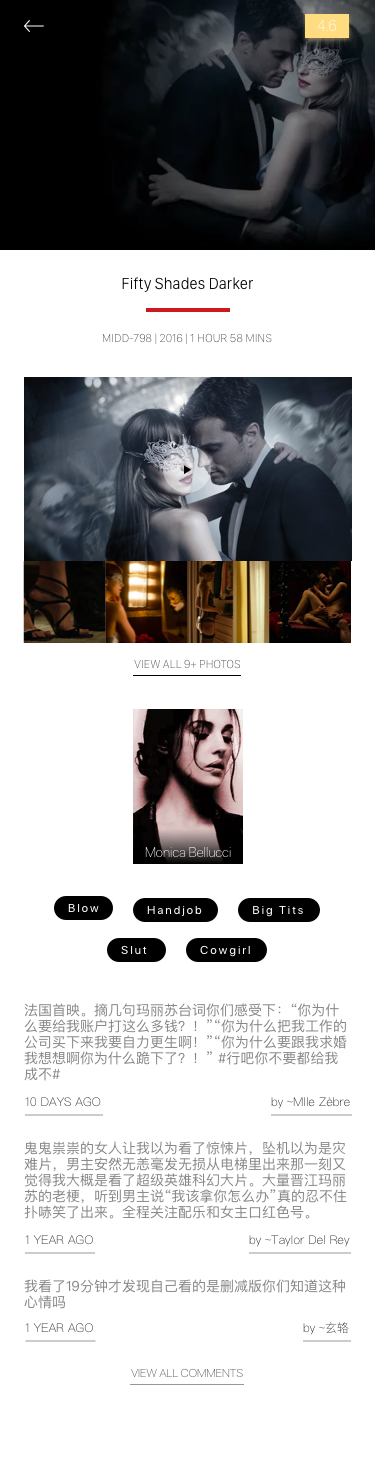 4.6
Fifty Shades Darker
MIDD-798 | 2016 | 1 HOUR 58 MINS
VIEW ALL 9+ PHOTOS
Monica Bellucci
Blow Handjob Big Tits
Slut Cowgirl
法国首映。摘几句玛丽苏台词你们感受下：“你为什
么要给我账户打这么多钱？！”“你为什么把我工作的
公司买下来我要自力更生啊！”“你为什么要跟我求婚
我想想啊你为什么跪下了？！” #行吧你不要都给我
成不#
10 DAYS AGO by ~Mlle Zèbre
鬼鬼祟祟的女人让我以为看了惊悚片，坠机以为是灾
难片，男主安然无恙毫发无损从电梯里出来那一刻又
觉得我大概是看了超级英雄科幻大片。大量晋江玛丽
苏的老梗，听到男主说“我该拿你怎么办”真的忍不住
扑哧笑了出来。全程关注配乐和女主口红色号。
1 YEAR AGO by ~Taylor Del Rey
我看了19分钟才发现自己看的是删减版你们知道这种
心情吗
1 YEAR AGO by ~玄辂
VIEW ALL COMMENTS